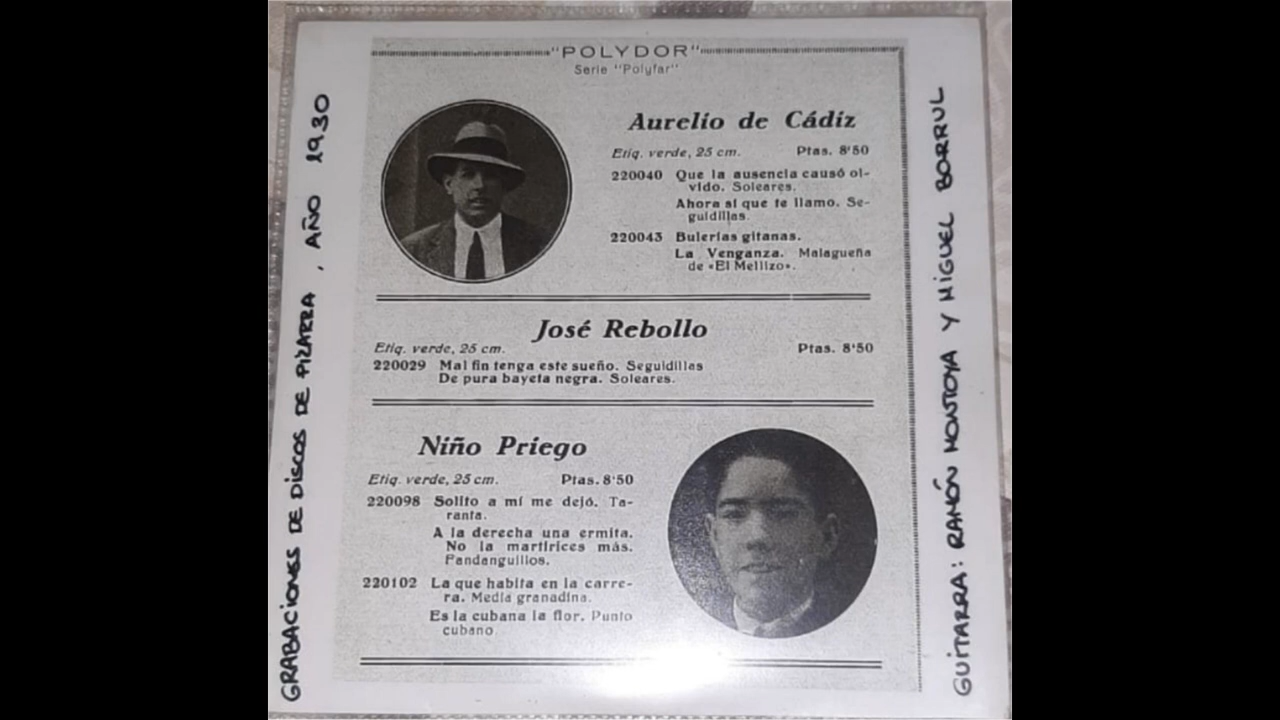 "POLYDOR"
Serie "Polyfar"
Aurelio de Cádiz
Etiq. verde, 25 cm. Ptas. 8'50
220040 Que la ausencia causó ol-
vido. Soleares.
Ahora si que te llamo. Se-
guidillas.
220043 Bulerías gitanas.
La Venganza. Malagueña
de «El Mellizo».
José Rebollo
Etiq. verde, 25 cm. Ptas. 8'50
220029 Mal fin tenga este sueño. Seguidillas
De pura bayeta negra. Soleares.
Niño Priego
Etiq. verde, 25 cm. Ptas. 8'50
220098 Solito a mí me dejó. Ta-
ranta.
A la derecha una ermita.
No la martirices más.
Fandanguillos.
220102 La que habita en la carre-
ra. Media granadina.
Es la cubana la flor. Punto
cubano
GRABACIONES DE DISCOS DE PIZARRA, AÑO 1930
GUITARRA: RAMÓN MONTOYA Y MIGUEL BORRUL